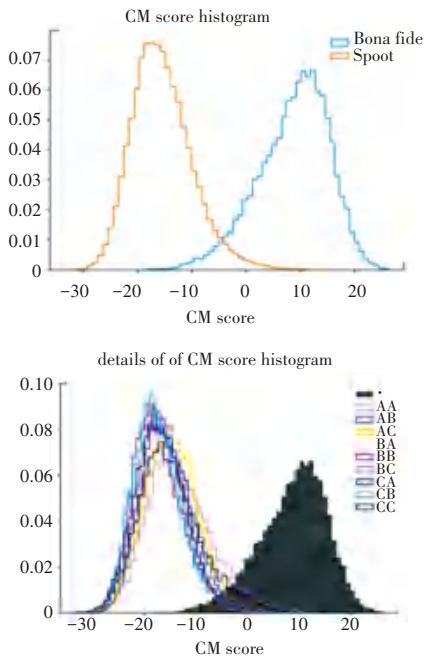 CM score histogram
Bona fide
Spoot
0.07
0.06
0.05
0.04
0.03
0.02
0.01
0
−30 −20 −10 0 10 20
CM score
details of of CM score histogram
0.10
0.08
0.06
0.04
0.02
0
AA
AB
AC
BA
BB
BC
CA
CB
CC
−30 −20 −10 0 10 20
CM score